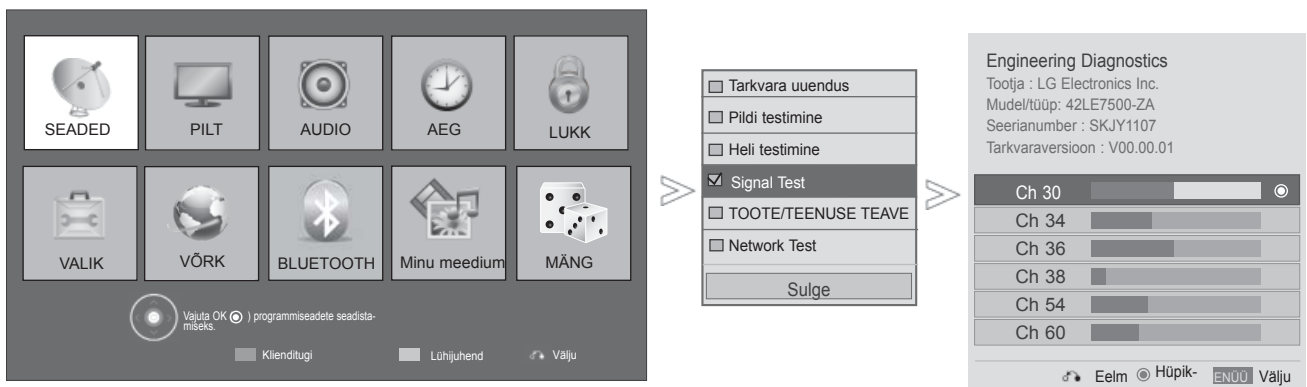 SEADED
PILT
AUDIO
AEG
LUKK
VALIK
VÕRK
BLUETOOTH
Minu meedium
MÄNG
Vajuta OK ) programmiseadete seadista-
miseks.
Klienditugi
Lühijuhend
Välju
Tarkvara uuendus
Pildi testimine
Heli testimine
Signal Test
TOOTE/TEENUSE TEAVE
Network Test
Sulge
Engineering Diagnostics
Tootja : LG Electronics Inc.
Mudel/tüüp: 42LE7500-ZA
Seerianumber : SKJY1107
Tarkvaraversioon : V00.00.01
Ch 30
Ch 34
Ch 36
Ch 38
Ch 54
Ch 60
Eelm Hüpik- ENÜÜ Välju